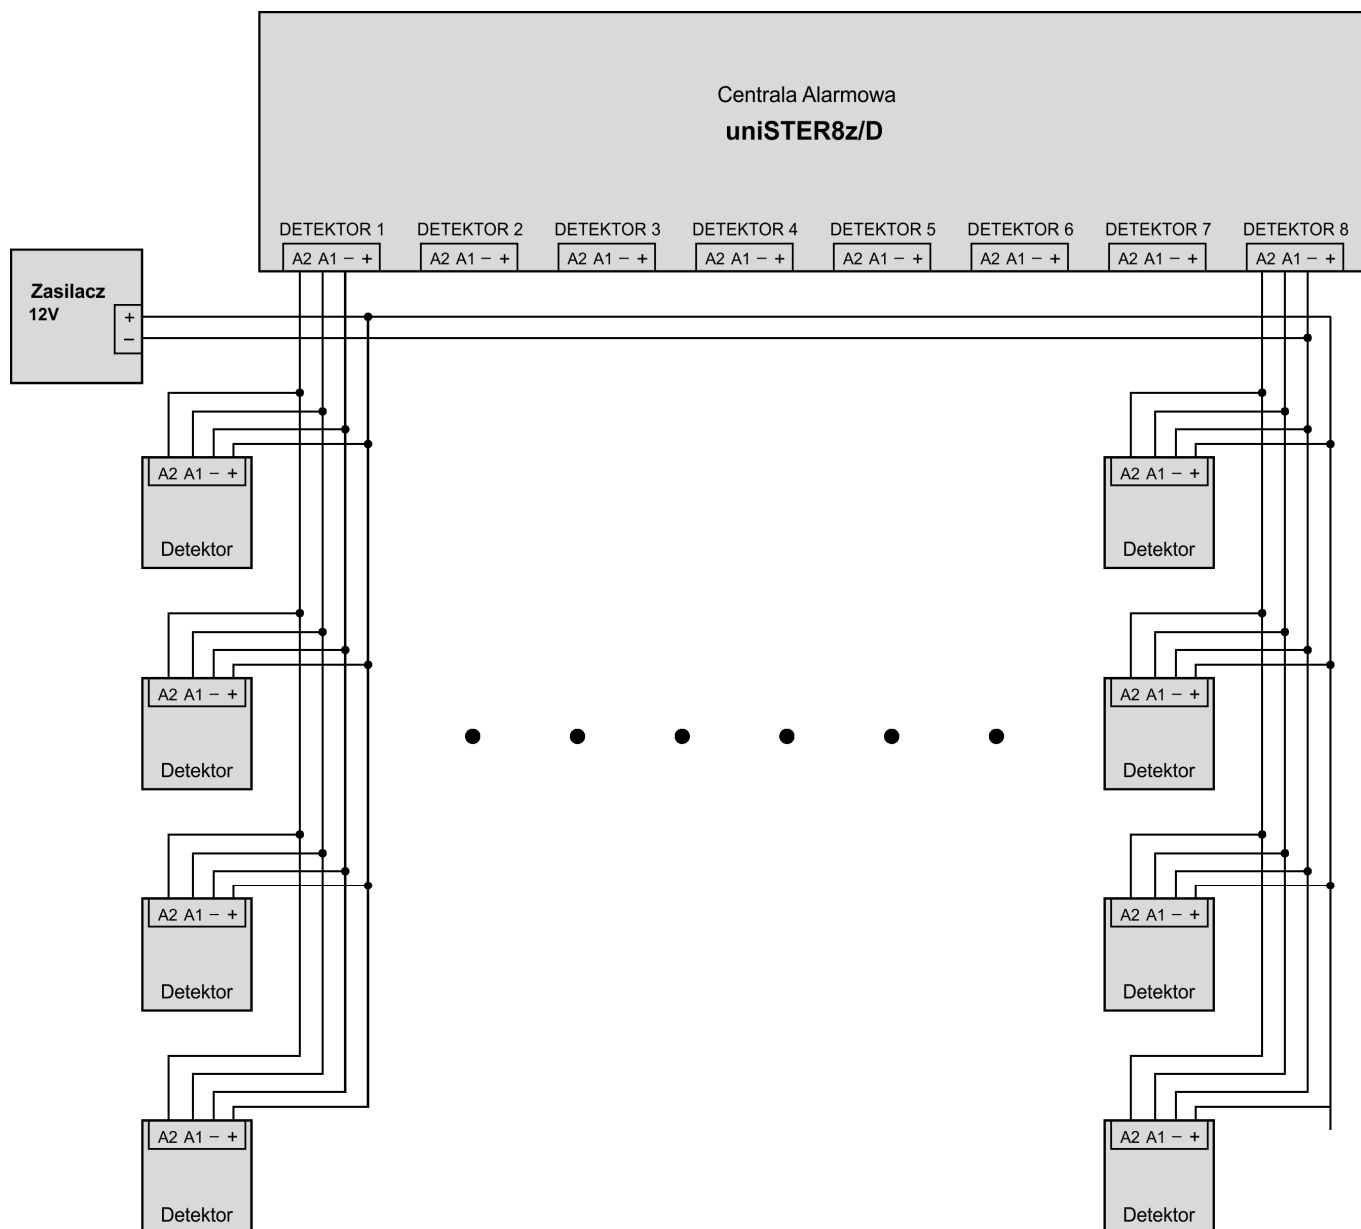 Centrala Alarmowa
uniSTER8z/D
DETEKTOR 1 DETEKTOR 2 DETEKTOR 3 DETEKTOR 4 DETEKTOR 5 DETEKTOR 6 DETEKTOR 7 DETEKTOR 8
A2 A1 − + A2 A1 − + A2 A1 − + A2 A1 − + A2 A1 − + A2 A1 − + A2 A1 − + A2 A1 − +
Zasilacz
12V
+
−
A2 A1 − + A2 A1 − +
Detektor Detektor
A2 A1 − + A2 A1 − +
Detektor Detektor
A2 A1 − + A2 A1 − +
Detektor Detektor
A2 A1 − + A2 A1 − +
Detektor Detektor